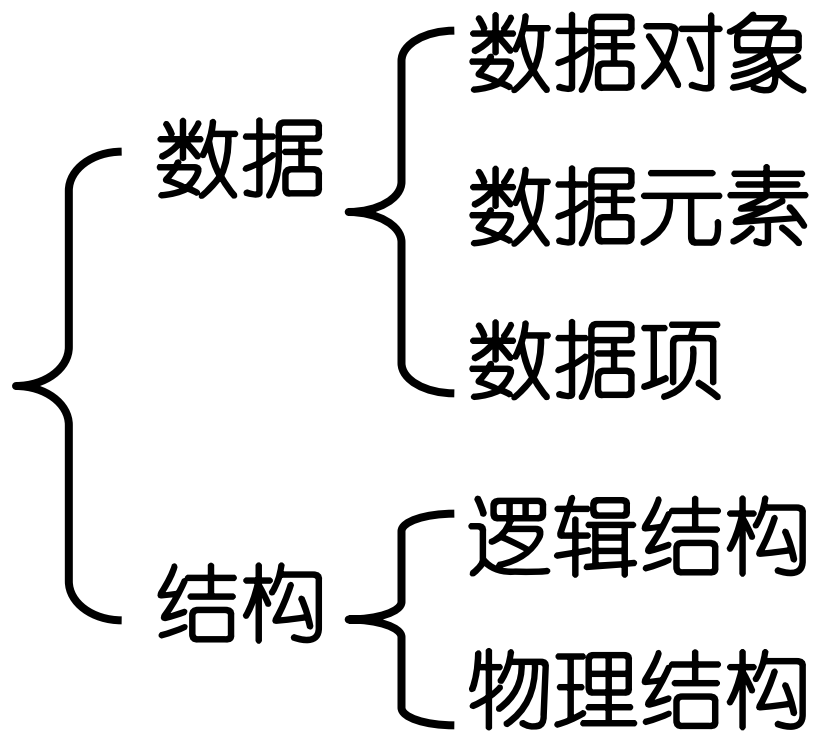 数据
数据对象
数据元素
数据项
结构
逻辑结构
物理结构